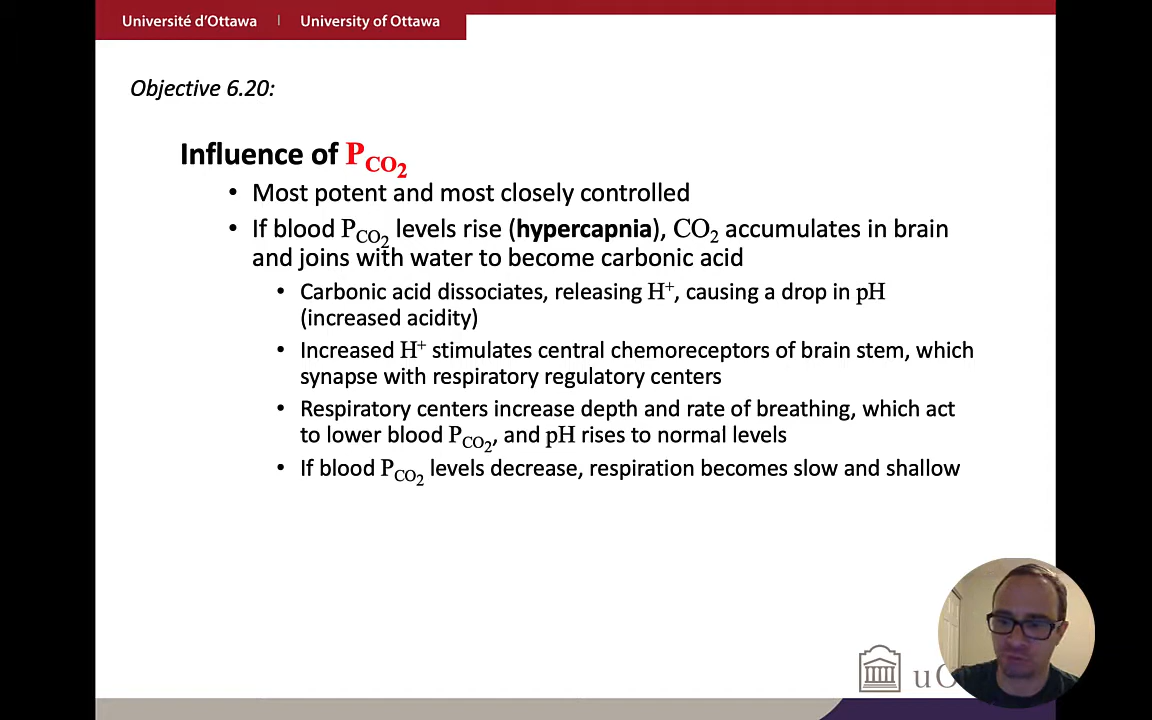 Université d'Ottawa | University of Ottawa
Objective 6.20:
Influence of P_CO₂
• Most potent and most closely controlled
• If blood P_CO₂ levels rise (hypercapnia), CO₂ accumulates in brain
and joins with water to become carbonic acid
• Carbonic acid dissociates, releasing H⁺, causing a drop in pH
(increased acidity)
• Increased H⁺ stimulates central chemoreceptors of brain stem, which
synapse with respiratory regulatory centers
• Respiratory centers increase depth and rate of breathing, which act
to lower blood P_CO₂, and pH rises to normal levels
• If blood P_CO₂ levels decrease, respiration becomes slow and shallow